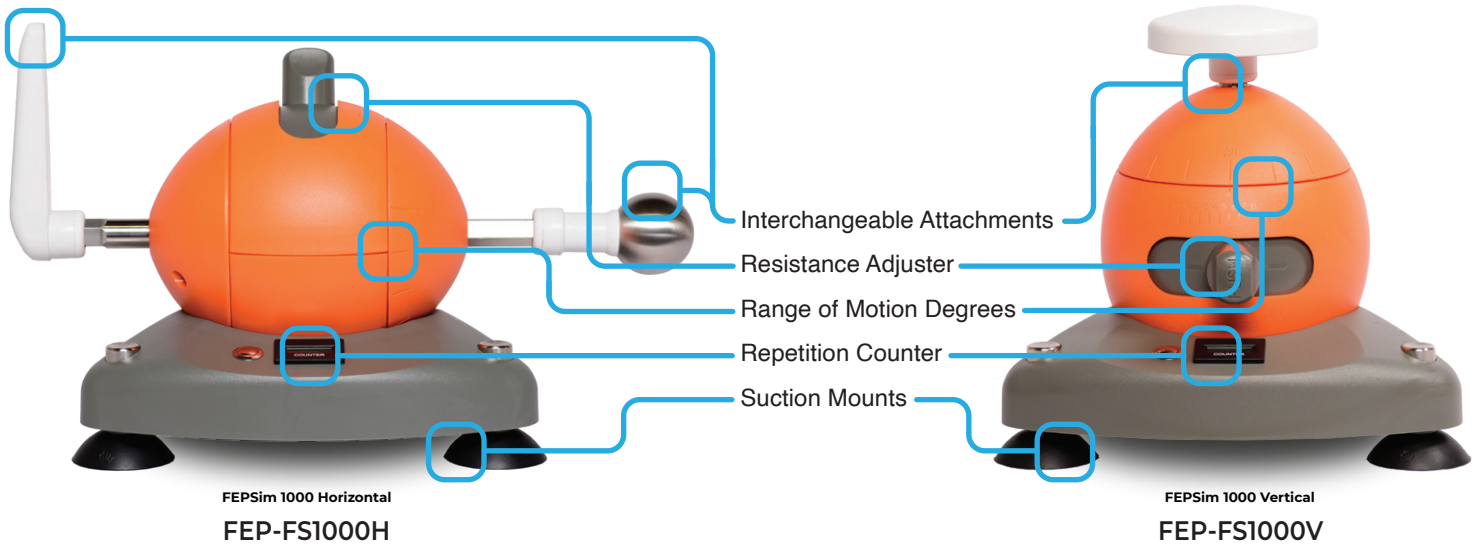 Interchangeable Attachments
Resistance Adjuster
Range of Motion Degrees
Repetition Counter
Suction Mounts
COUNTER
COUNTER
FEPSim 1000 Horizontal
FEP-FS1000H
FEPSim 1000 Vertical
FEP-FS1000V